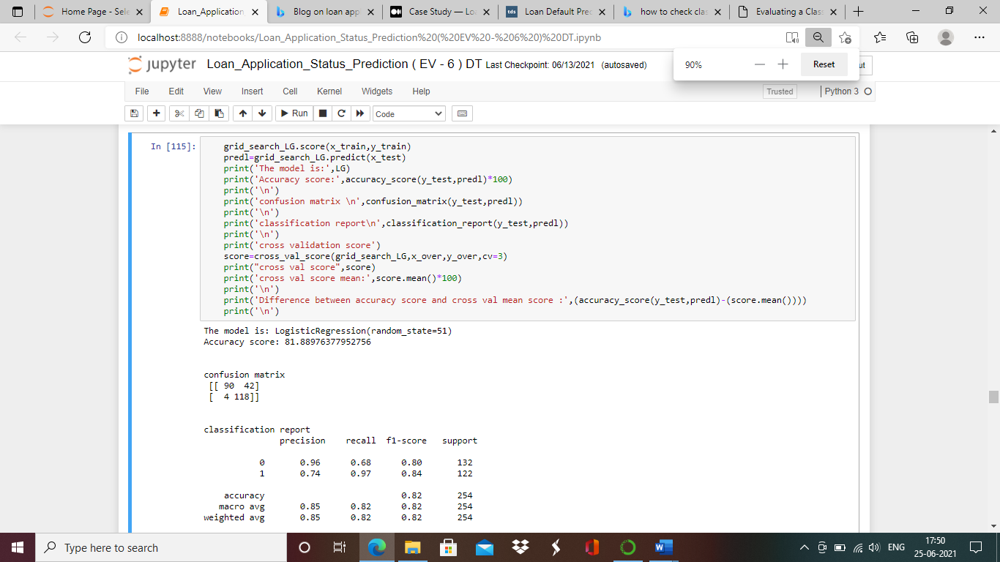 Home Page - Sele
Loan_Application
Blog on loan app
Case Study — Lo
tds Loan Default Pred
how to check clas
Evaluating a Clas
localhost:8888/notebooks/Loan_Application_Status_Prediction%20(%20EV%20-%206%20)%20DT.ipynb
90%
Reset
jupyter Loan_Application_Status_Prediction ( EV - 6 ) DT Last Checkpoint: 06/13/2021 (autosaved)
ut
File Edit View Insert Cell Kernel Widgets Help
Trusted
Python 3
Run
Code
In [115]:
grid_search_LG.score(x_train,y_train)
predl=grid_search_LG.predict(x_test)
print('The model is:',LG)
print('Accuracy score:',accuracy_score(y_test,predl)*100)
print('\n')
print('confusion matrix \n',confusion_matrix(y_test,predl))
print('\n')
print('classification report\n',classification_report(y_test,predl))
print('\n')
print('cross validation score')
score=cross_val_score(grid_search_LG,x_over,y_over,cv=3)
print("cross val score",score)
print('cross val score mean:',score.mean()*100)
print('\n')
print('Difference between accuracy score and cross val mean score :',(accuracy_score(y_test,predl)-(score.mean())))
print('\n')
The model is: LogisticRegression(random_state=51)
Accuracy score: 81.88976377952756
confusion matrix
[[ 90 42]
[ 4 118]]
classification report
precision recall f1-score support
0 0.96 0.68 0.80 132
1 0.74 0.97 0.84 122
accuracy 0.82 254
macro avg 0.85 0.82 0.82 254
weighted avg 0.85 0.82 0.82 254
Type here to search
ENG
17:50
25-06-2021